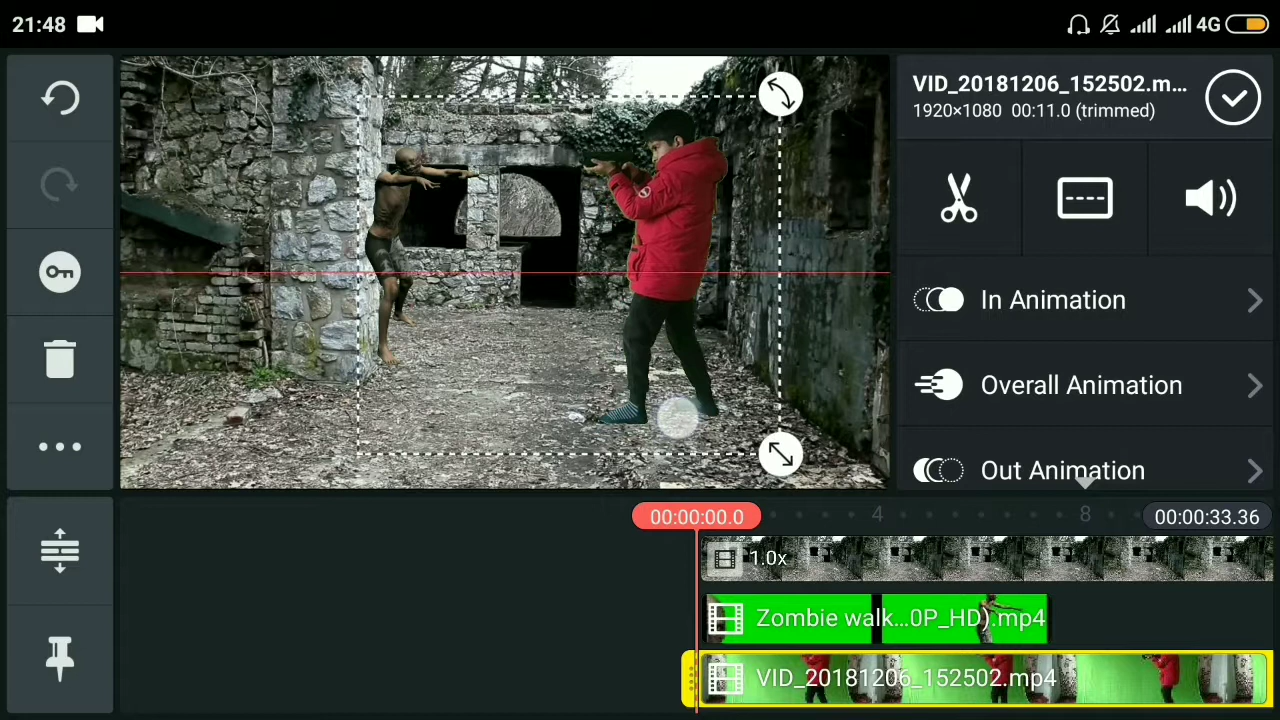 21:48
4G
VID_20181206_152502.m...
1920×1080 00:11.0 (trimmed)
In Animation
Overall Animation
Out Animation
00:00:00.0
4
8
00:00:33.36
1.0x
Zombie walk...0P_HD).mp4
VID_20181206_152502.mp4